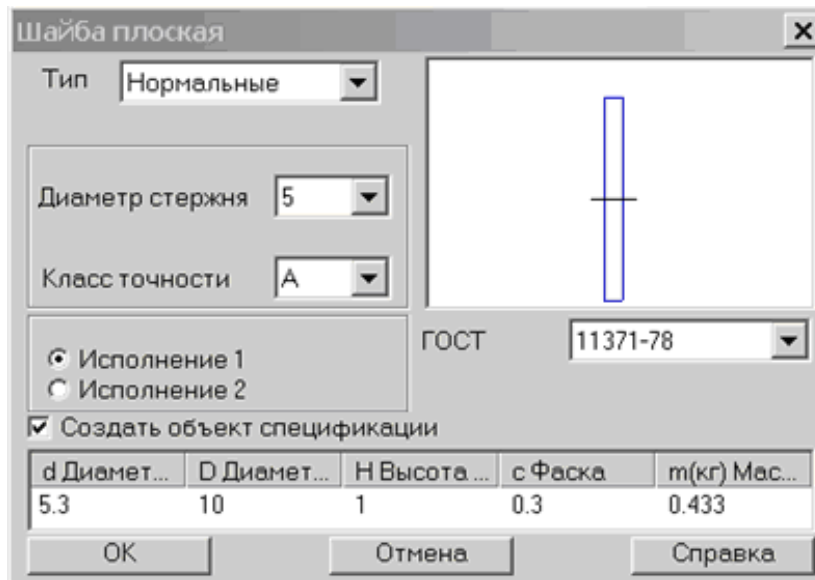 Шайба плоская
Тип Нормальные
Диаметр стержня 5
Класс точности A
ГОСТ 11371-78
Исполнение 1
Исполнение 2
Создать объект спецификации
d Диамет... D Диамет... H Высота ... c Фаска m(кг) Мас...
5.3 10 1 0.3 0.433
OK Отмена Справка